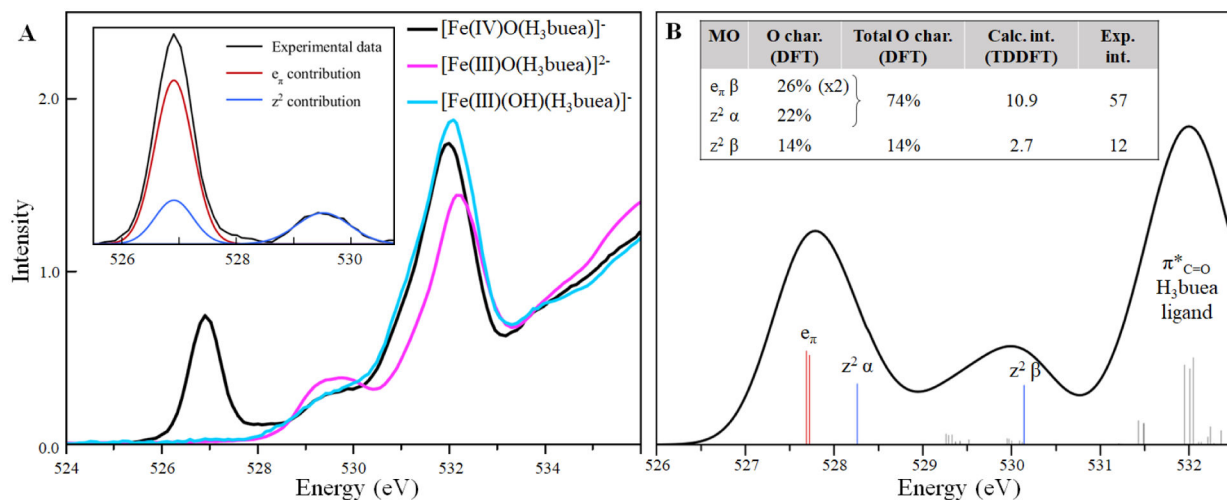 A
Experimental data
eπ contribution
z² contribution
526 528 530
[Fe(IV)O(H₃buea)]⁻
[Fe(III)O(H₃buea)]²⁻
[Fe(III)(OH)(H₃buea)]⁻
2.0
1.0
0.0
Intensity
524 526 528 530 532 534
Energy (eV)
B
MO O char. (DFT) Total O char. (DFT) Calc. int. (TDDFT) Exp. int.
eπ β 26% (x2)
74% 10.9 57
z² α 22%
z² β 14% 14% 2.7 12
eπ
z² α
z² β
π*C=O
H₃buea
ligand
526 527 528 529 530 531 532
Energy (eV)